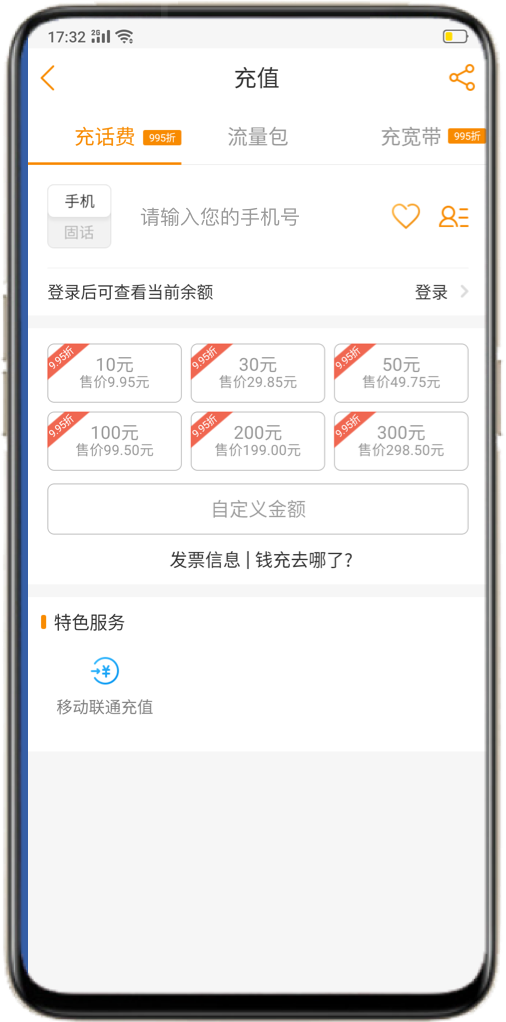 17:32 2G
充值
充话费 995折 流量包 充宽带 995折
手机
请输入您的手机号
固话
登录后可查看当前余额 登录
9.95折 10元 9.95折 30元 9.95折 50元
售价9.95元 售价29.85元 售价49.75元
9.95折 100元 9.95折 200元 9.95折 300元
售价99.50元 售价199.00元 售价298.50元
自定义金额
发票信息 | 钱充去哪了?
特色服务
¥
移动联通充值